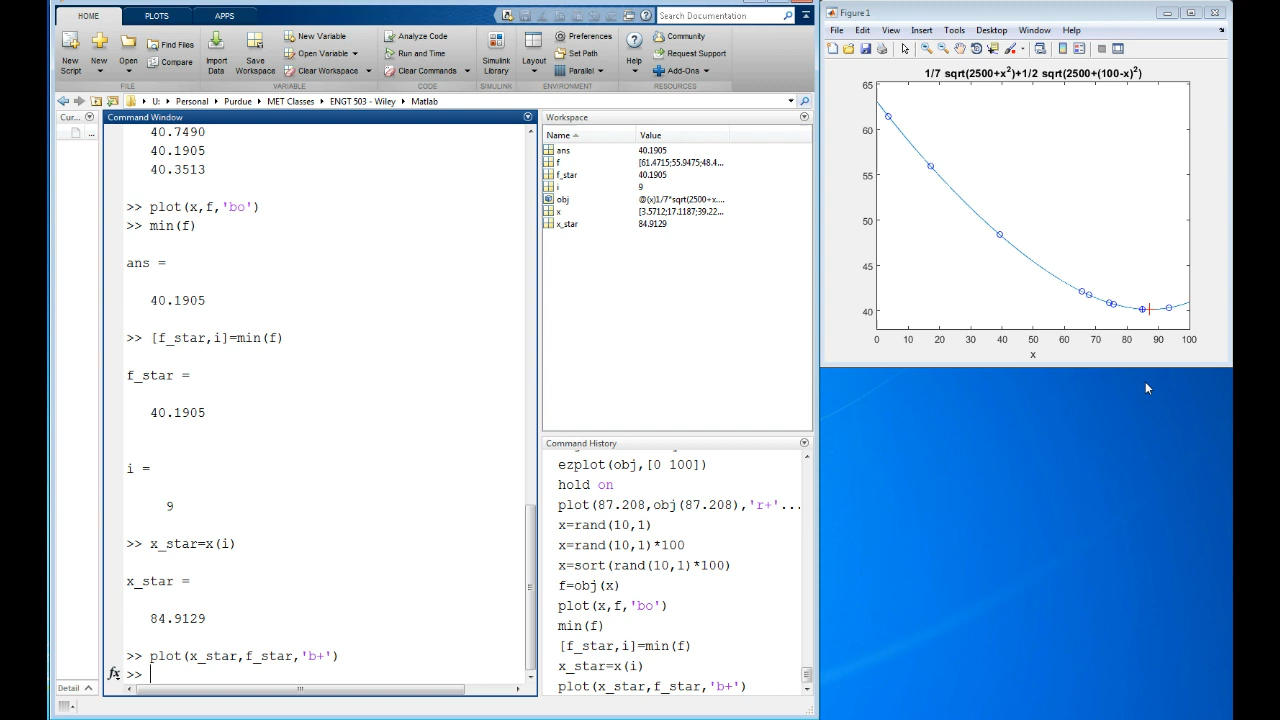 HOME PLOTS APPS
Search Documentation
New Script
New
Open
Find Files
Compare
Import Data
Save Workspace
New Variable
Open Variable
Clear Workspace
Analyze Code
Run and Time
Clear Commands
Simulink Library
Layout
Preferences
Set Path
Parallel
Help
Community
Request Support
Add-Ons
FILE VARIABLE CODE SIMULINK ENVIRONMENT RESOURCES
U: Personal Purdue MET Classes ENGT 503 - Wiley Matlab
Cur...
...
Detail
Command Window
40.7490
40.1905
40.3513
>> plot(x,f,'bo')
>> min(f)
ans =
40.1905
>> [f_star,i]=min(f)
f_star =
40.1905
i =
9
>> x_star=x(i)
x_star =
84.9129
>> plot(x_star,f_star,'b+')
fx >>
Workspace
Name Value
ans 40.1905
f [61.4715;55.9475;48.4...
f_star 40.1905
i 9
obj @(x)1/7*sqrt(2500+x....
x [3.5712;17.1187;39.22...
x_star 84.9129
Command History
ezplot(obj,[0 100])
hold on
plot(87.208,obj(87.208),'r+'...
x=rand(10,1)
x=rand(10,1)*100
x=sort(rand(10,1)*100)
f=obj(x)
plot(x,f,'bo')
min(f)
[f_star,i]=min(f)
x_star=x(i)
plot(x_star,f_star,'b+')
Figure 1
File Edit View Insert Tools Desktop Window Help
1/7 sqrt(2500+x²)+1/2 sqrt(2500+(100-x)²)
65
60
55
50
45
40
0 10 20 30 40 50 60 70 80 90 100
x